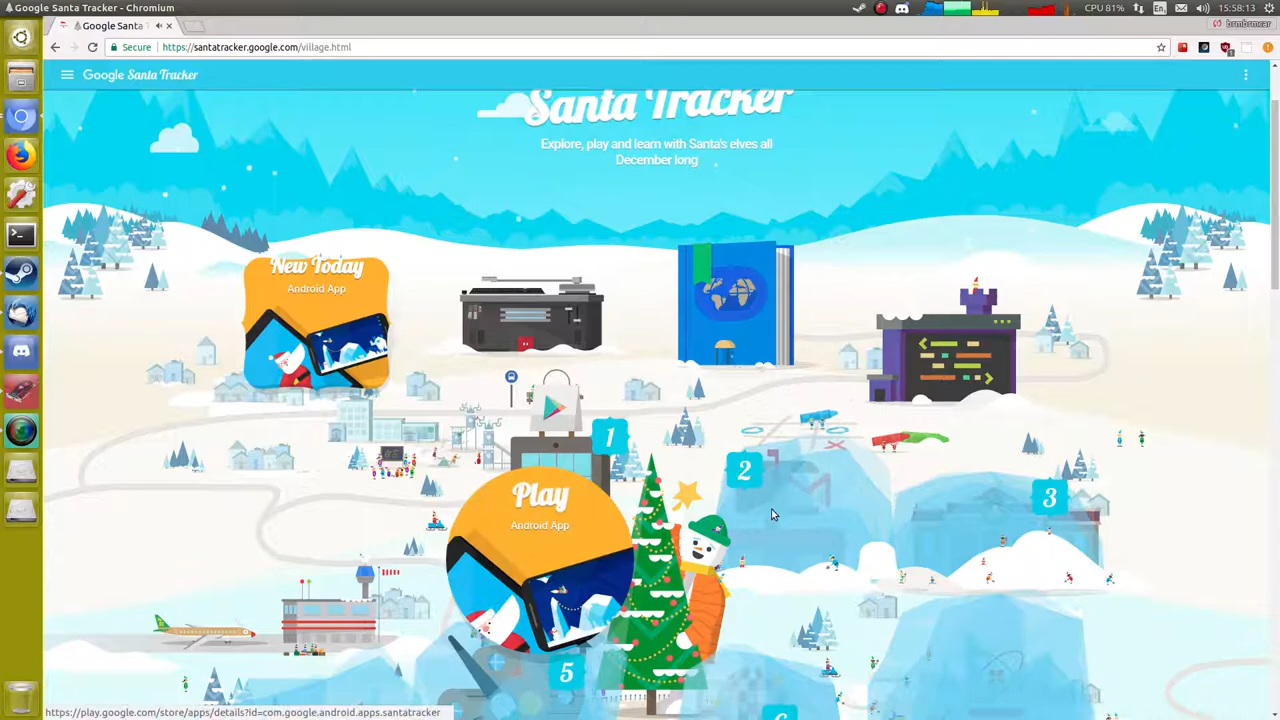 Google Santa Tracker - Chromium
CPU 81%
En
15:58:13
Google Santa T
brmbrmcar
Secure
https://santatracker.google.com/village.html
Google Santa Tracker
Santa Tracker
Explore, play and learn with Santa's elves all
December long
New Today
Android App
1
2
3
Play
Android App
5
6
https://play.google.com/store/apps/details?id=com.google.android.apps.santatracker